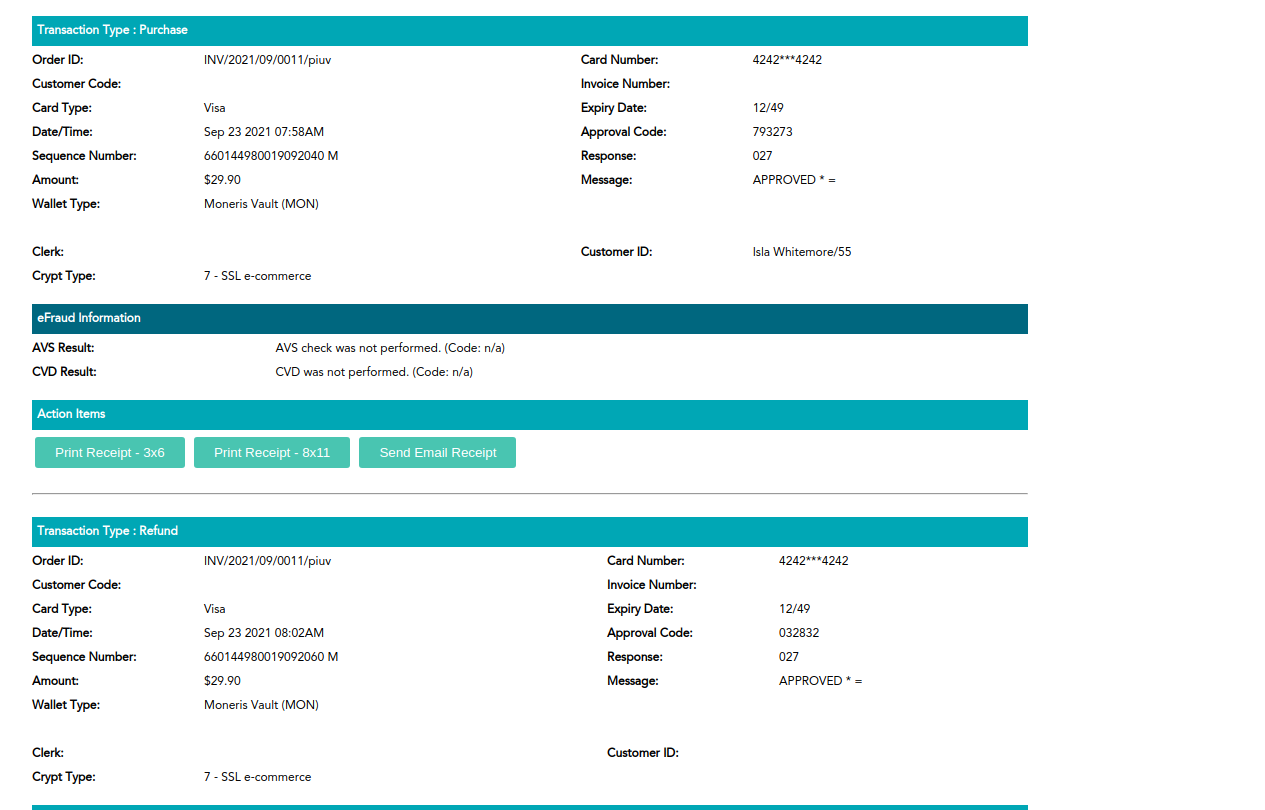 Transaction Type : Purchase
Order ID: INV/2021/09/0011/piuv Card Number: 4242***4242
Customer Code: Invoice Number:
Card Type: Visa Expiry Date: 12/49
Date/Time: Sep 23 2021 07:58AM Approval Code: 793273
Sequence Number: 660144980019092040 M Response: 027
Amount: $29.90 Message: APPROVED * =
Wallet Type: Moneris Vault (MON)
Clerk: Customer ID: Isla Whitemore/55
Crypt Type: 7 - SSL e-commerce
eFraud Information
AVS Result: AVS check was not performed. (Code: n/a)
CVD Result: CVD was not performed. (Code: n/a)
Action Items
Print Receipt - 3x6 Print Receipt - 8x11 Send Email Receipt
Transaction Type : Refund
Order ID: INV/2021/09/0011/piuv Card Number: 4242***4242
Customer Code: Invoice Number:
Card Type: Visa Expiry Date: 12/49
Date/Time: Sep 23 2021 08:02AM Approval Code: 032832
Sequence Number: 660144980019092060 M Response: 027
Amount: $29.90 Message: APPROVED * =
Wallet Type: Moneris Vault (MON)
Clerk: Customer ID:
Crypt Type: 7 - SSL e-commerce